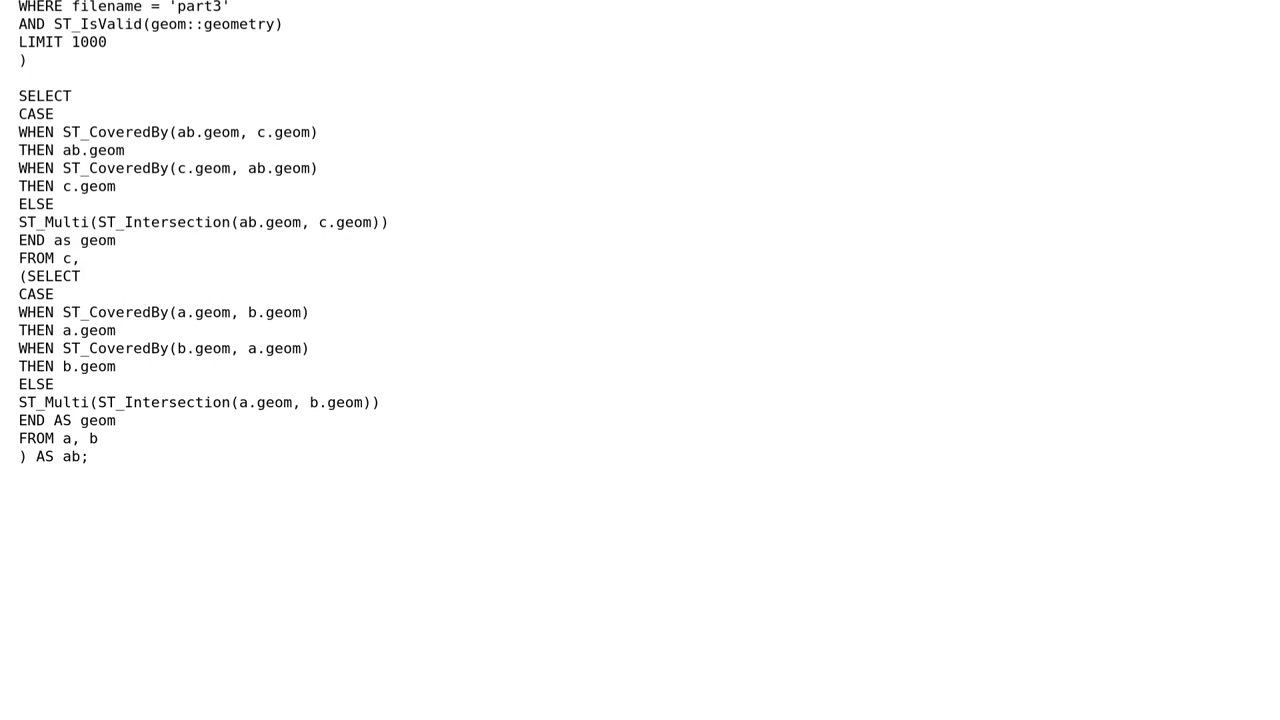 WHERE filename = 'part3'
AND ST_IsValid(geom::geometry)
LIMIT 1000
)
SELECT
CASE
WHEN ST_CoveredBy(ab.geom, c.geom)
THEN ab.geom
WHEN ST_CoveredBy(c.geom, ab.geom)
THEN c.geom
ELSE
ST_Multi(ST_Intersection(ab.geom, c.geom))
END as geom
FROM c,
(SELECT
CASE
WHEN ST_CoveredBy(a.geom, b.geom)
THEN a.geom
WHEN ST_CoveredBy(b.geom, a.geom)
THEN b.geom
ELSE
ST_Multi(ST_Intersection(a.geom, b.geom))
END AS geom
FROM a, b
) AS ab;